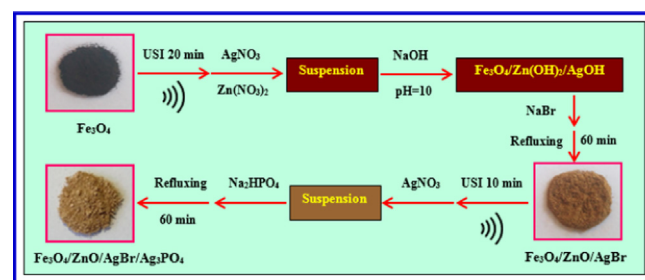 USI 20 min
AgNO₃
Zn(NO₃)₂
Suspension
NaOH
pH=10
Fe₃O₄/Zn(OH)₂/AgOH
Fe₃O₄
NaBr
Refluxing
60 min
Fe₃O₄/ZnO/AgBr
USI 10 min
AgNO₃
Suspension
Na₂HPO₄
Refluxing
60 min
Fe₃O₄/ZnO/AgBr/Ag₃PO₄